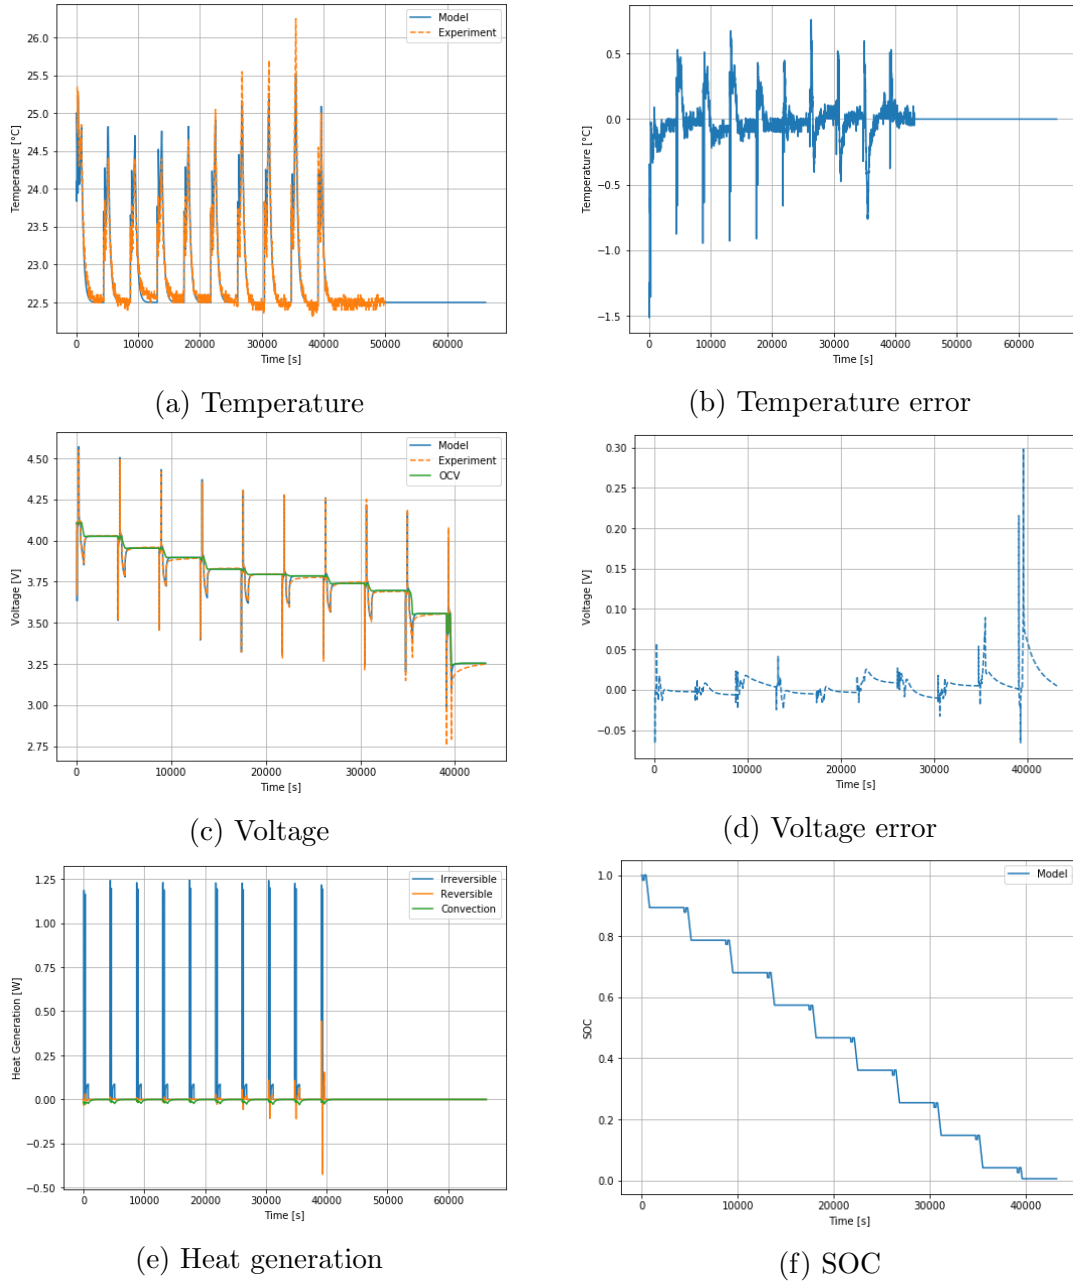 Temperature [°C]
26.0
25.5
25.0
24.5
24.0
23.5
23.0
22.5
Model
Experiment
0 10000 20000 30000 40000 50000 60000
Time [s]
(a) Temperature
Temperature [°C]
0.5
0.0
−0.5
−1.0
−1.5
0 10000 20000 30000 40000 50000 60000
Time [s]
(b) Temperature error
Voltage [V]
4.50
4.25
4.00
3.75
3.50
3.25
3.00
2.75
Model
Experiment
OCV
0 10000 20000 30000 40000
Time [s]
(c) Voltage
Voltage [V]
0.30
0.25
0.20
0.15
0.10
0.05
0.00
−0.05
0 10000 20000 30000 40000
Time [s]
(d) Voltage error
Heat Generation [W]
1.25
1.00
0.75
0.50
0.25
0.00
−0.25
−0.50
Irreversible
Reversible
Convection
0 10000 20000 30000 40000 50000 60000
Time [s]
(e) Heat generation
SOC
1.0
0.8
0.6
0.4
0.2
0.0
Model
0 10000 20000 30000 40000
Time [s]
(f) SOC